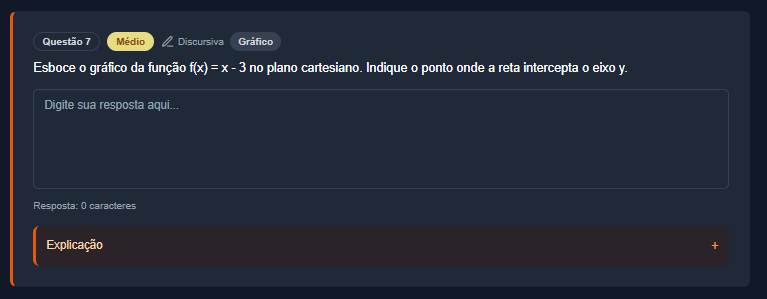 Questão 7 Médio Discursiva Gráfico
Esboce o gráfico da função f(x) = x - 3 no plano cartesiano. Indique o ponto onde a reta intercepta o eixo y.
Digite sua resposta aqui...
Resposta: 0 caracteres
Explicação +